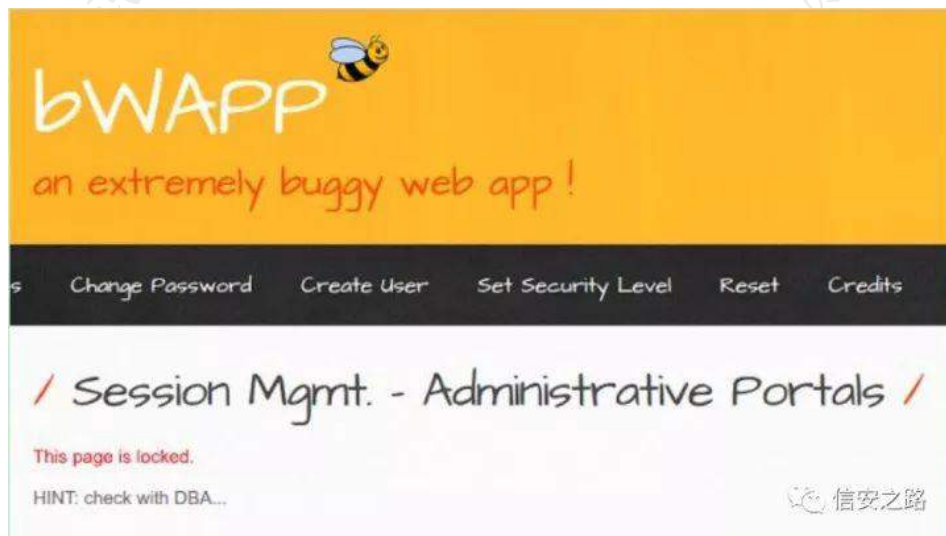 bWAPP
an extremely buggy web app !
s Change Password Create User Set Security Level Reset Credits
/ Session Mgmt. - Administrative Portals /
This page is locked.
HINT: check with DBA...
信安之路